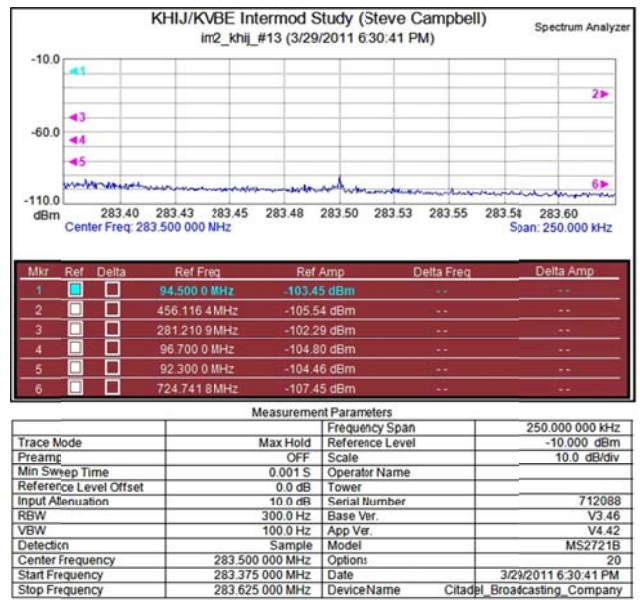 KHIJ/KVBE Intermod Study (Steve Campbell)
Spectrum Analyzer
im2_khij_#13 (3/29/2011 6:30:41 PM)
-10.0
1
2
3
-60.0
4
5
6
-110.0
dBm
283.40 283.43 283.45 283.48 283.50 283.53 283.55 283.58 283.60
Center Freq: 283.500 000 MHz
Span: 250.000 kHz
Mkr Ref Delta Ref Freq Ref Amp Delta Freq Delta Amp
1 94.500 0 MHz -103.45 dBm -- --
2 456.116 4 MHz -105.54 dBm -- --
3 281.210 9 MHz -102.29 dBm -- --
4 96.700 0 MHz -104.80 dBm -- --
5 92.300 0 MHz -104.46 dBm -- --
6 724.741 8 MHz -107.45 dBm -- --
Measurement Parameters
Frequency Span 250.000 000 kHz
Trace Mode Max Hold Reference Level -10.000 dBm
Preamp OFF Scale 10.0 dB/div
Min Sweep Time 0.001 S Operator Name
Reference Level Offset 0.0 dB Tower
Input Attenuation 10.0 dB Serial Number 712088
RBW 300.0 Hz Base Ver. V3.46
VBW 100.0 Hz App Ver. V4.42
Detection Sample Model MS2721B
Center Frequency 283.500 000 MHz Options 20
Start Frequency 283.375 000 MHz Date 3/29/2011 6:30:41 PM
Stop Frequency 283.625 000 MHz DeviceName Citadel_Broadcasting_Company